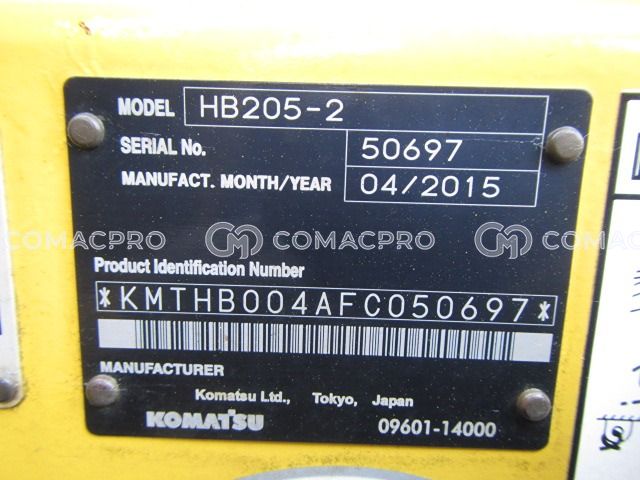 MODEL HB205-2
SERIAL No. 50697
MANUFACT. MONTH/YEAR 04/2015
COMACPRO COMACPRO COMACPRO
Product Identification Number
*KMTHB004AFC050697*
MANUFACTURER
Komatsu Ltd., Tokyo, Japan
KOMATSU 09601-14000